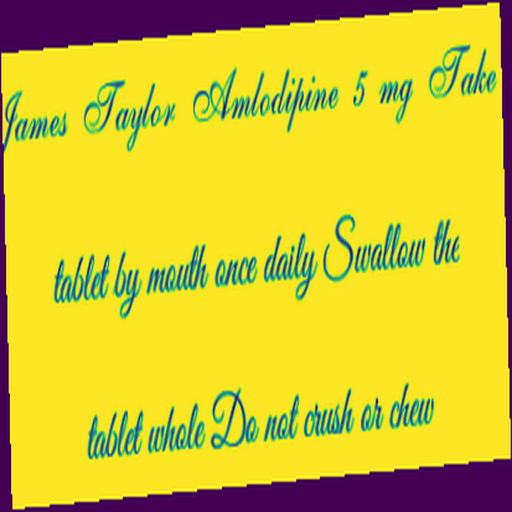 James Taylor Amlodipine 5 mg Take
tablet by mouth once daily Swallow the
tablet whole Do not crush or chew